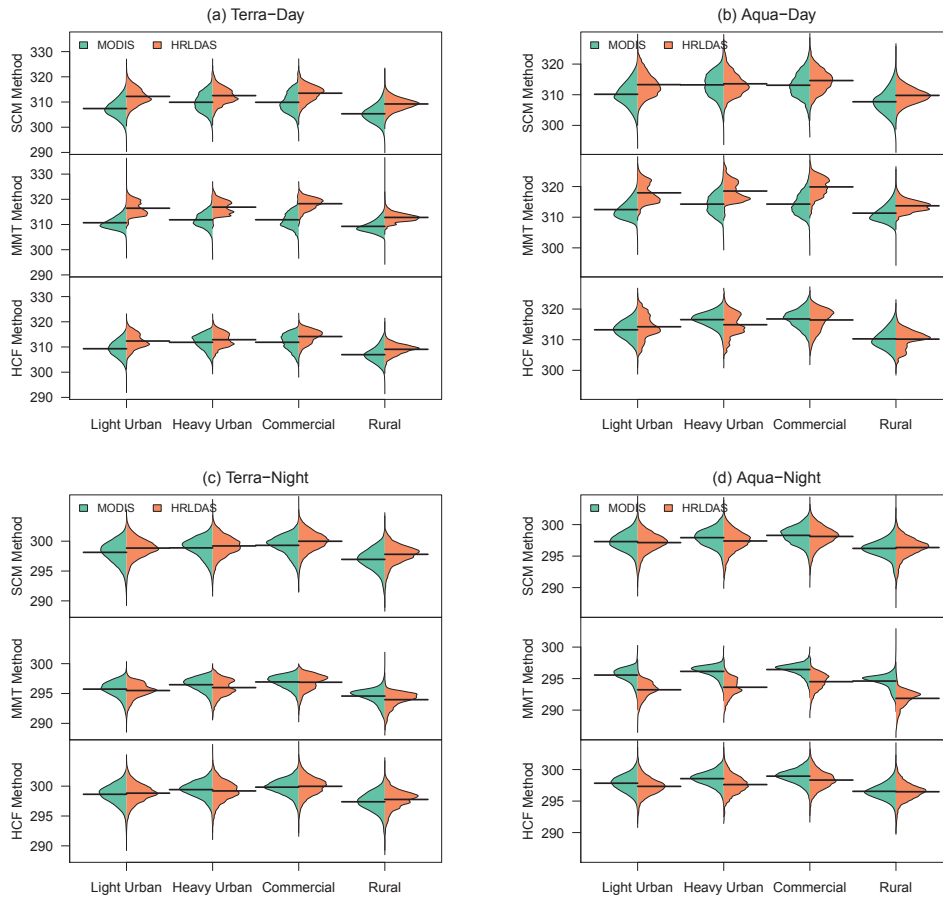 (a) Terra−Day
MODIS HRLDAS
SCM Method
330
320
310
300
290
MMT Method
330
320
310
300
290
HCF Method
330
320
310
300
290
Light Urban Heavy Urban Commercial Rural
(b) Aqua−Day
MODIS HRLDAS
SCM Method
320
310
300
MMT Method
320
310
300
HCF Method
320
310
300
Light Urban Heavy Urban Commercial Rural
(c) Terra−Night
MODIS HRLDAS
SCM Method
300
295
290
MMT Method
300
295
290
HCF Method
300
295
290
Light Urban Heavy Urban Commercial Rural
(d) Aqua−Night
MODIS HRLDAS
SCM Method
300
295
290
MMT Method
300
295
290
HCF Method
300
295
290
Light Urban Heavy Urban Commercial Rural